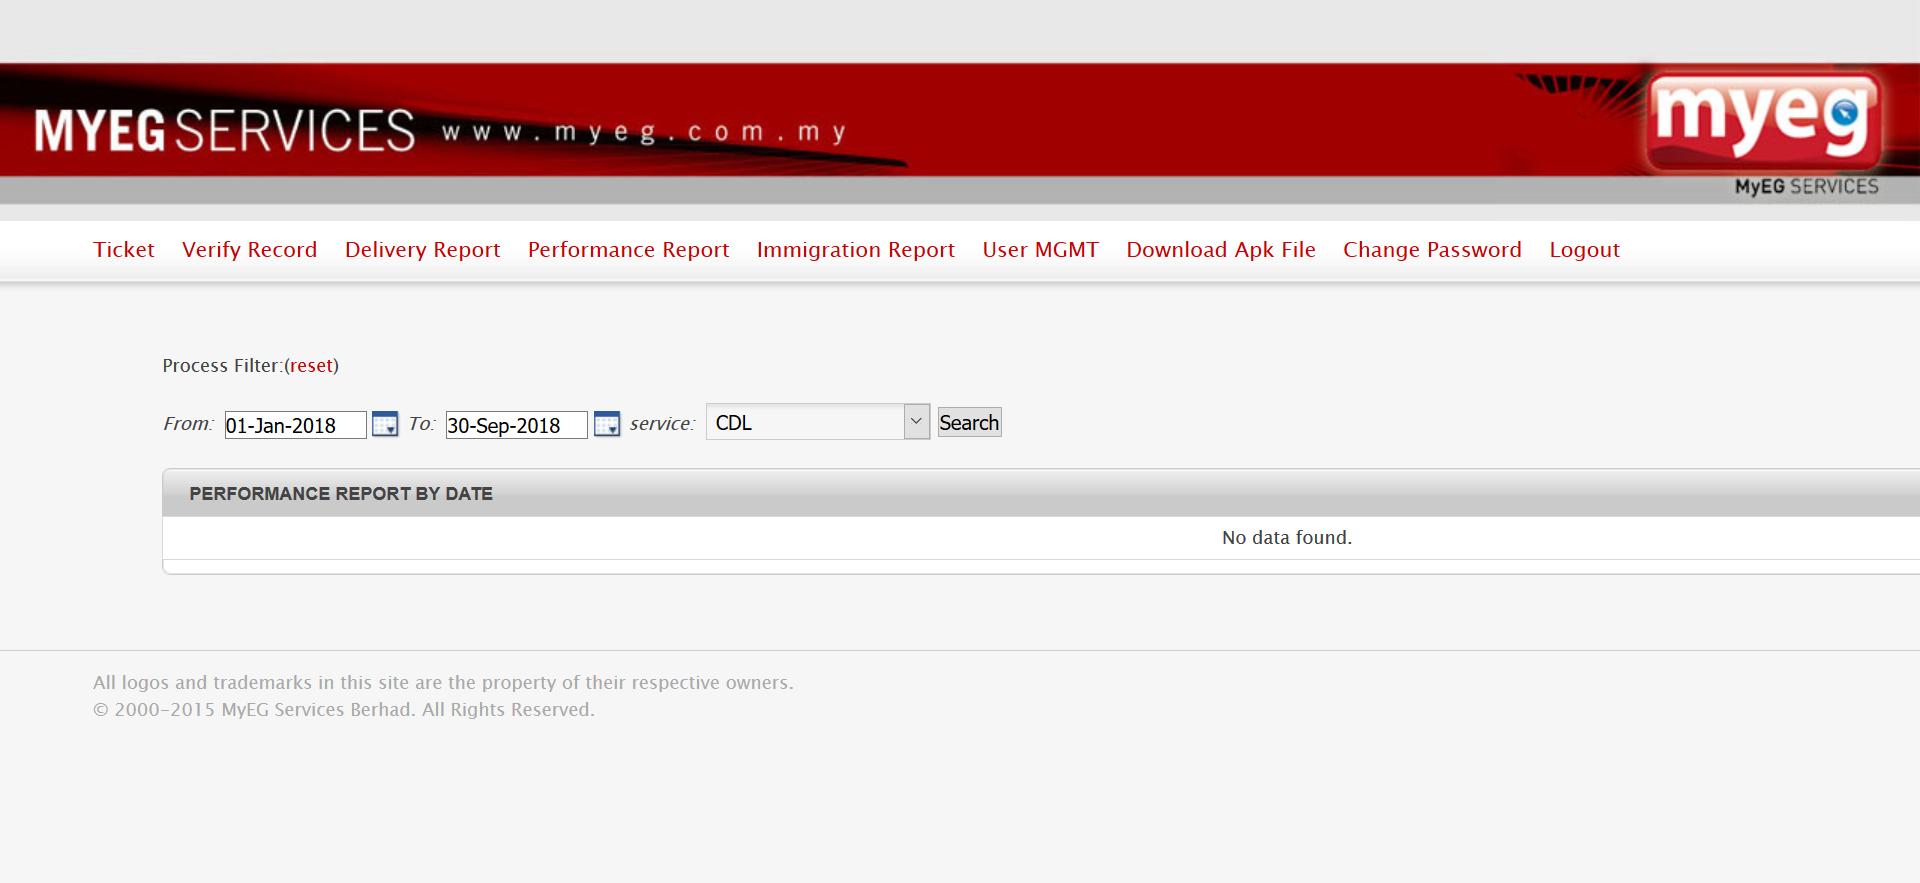 MYEG SERVICES www.myeg.com.my
myeg
MyEG SERVICES
Ticket Verify Record Delivery Report Performance Report Immigration Report User MGMT Download Apk File Change Password Logout
Process Filter:(reset)
From: 01-Jan-2018 To: 30-Sep-2018 service: CDL Search
PERFORMANCE REPORT BY DATE
No data found.
All logos and trademarks in this site are the property of their respective owners.
© 2000-2015 MyEG Services Berhad. All Rights Reserved.